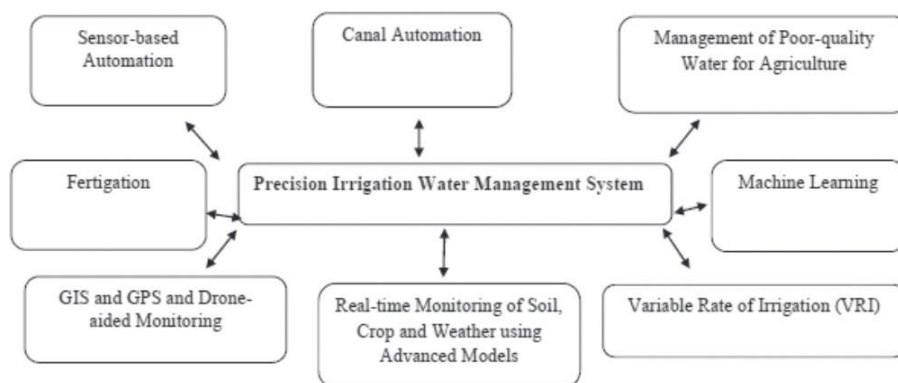 Sensor-based
Automation
Canal Automation
Management of Poor-quality
Water for Agriculture
Fertigation
Precision Irrigation Water Management System
Machine Learning
GIS and GPS and Drone-
aided Monitoring
Real-time Monitoring of Soil,
Crop and Weather using
Advanced Models
Variable Rate of Irrigation (VRI)